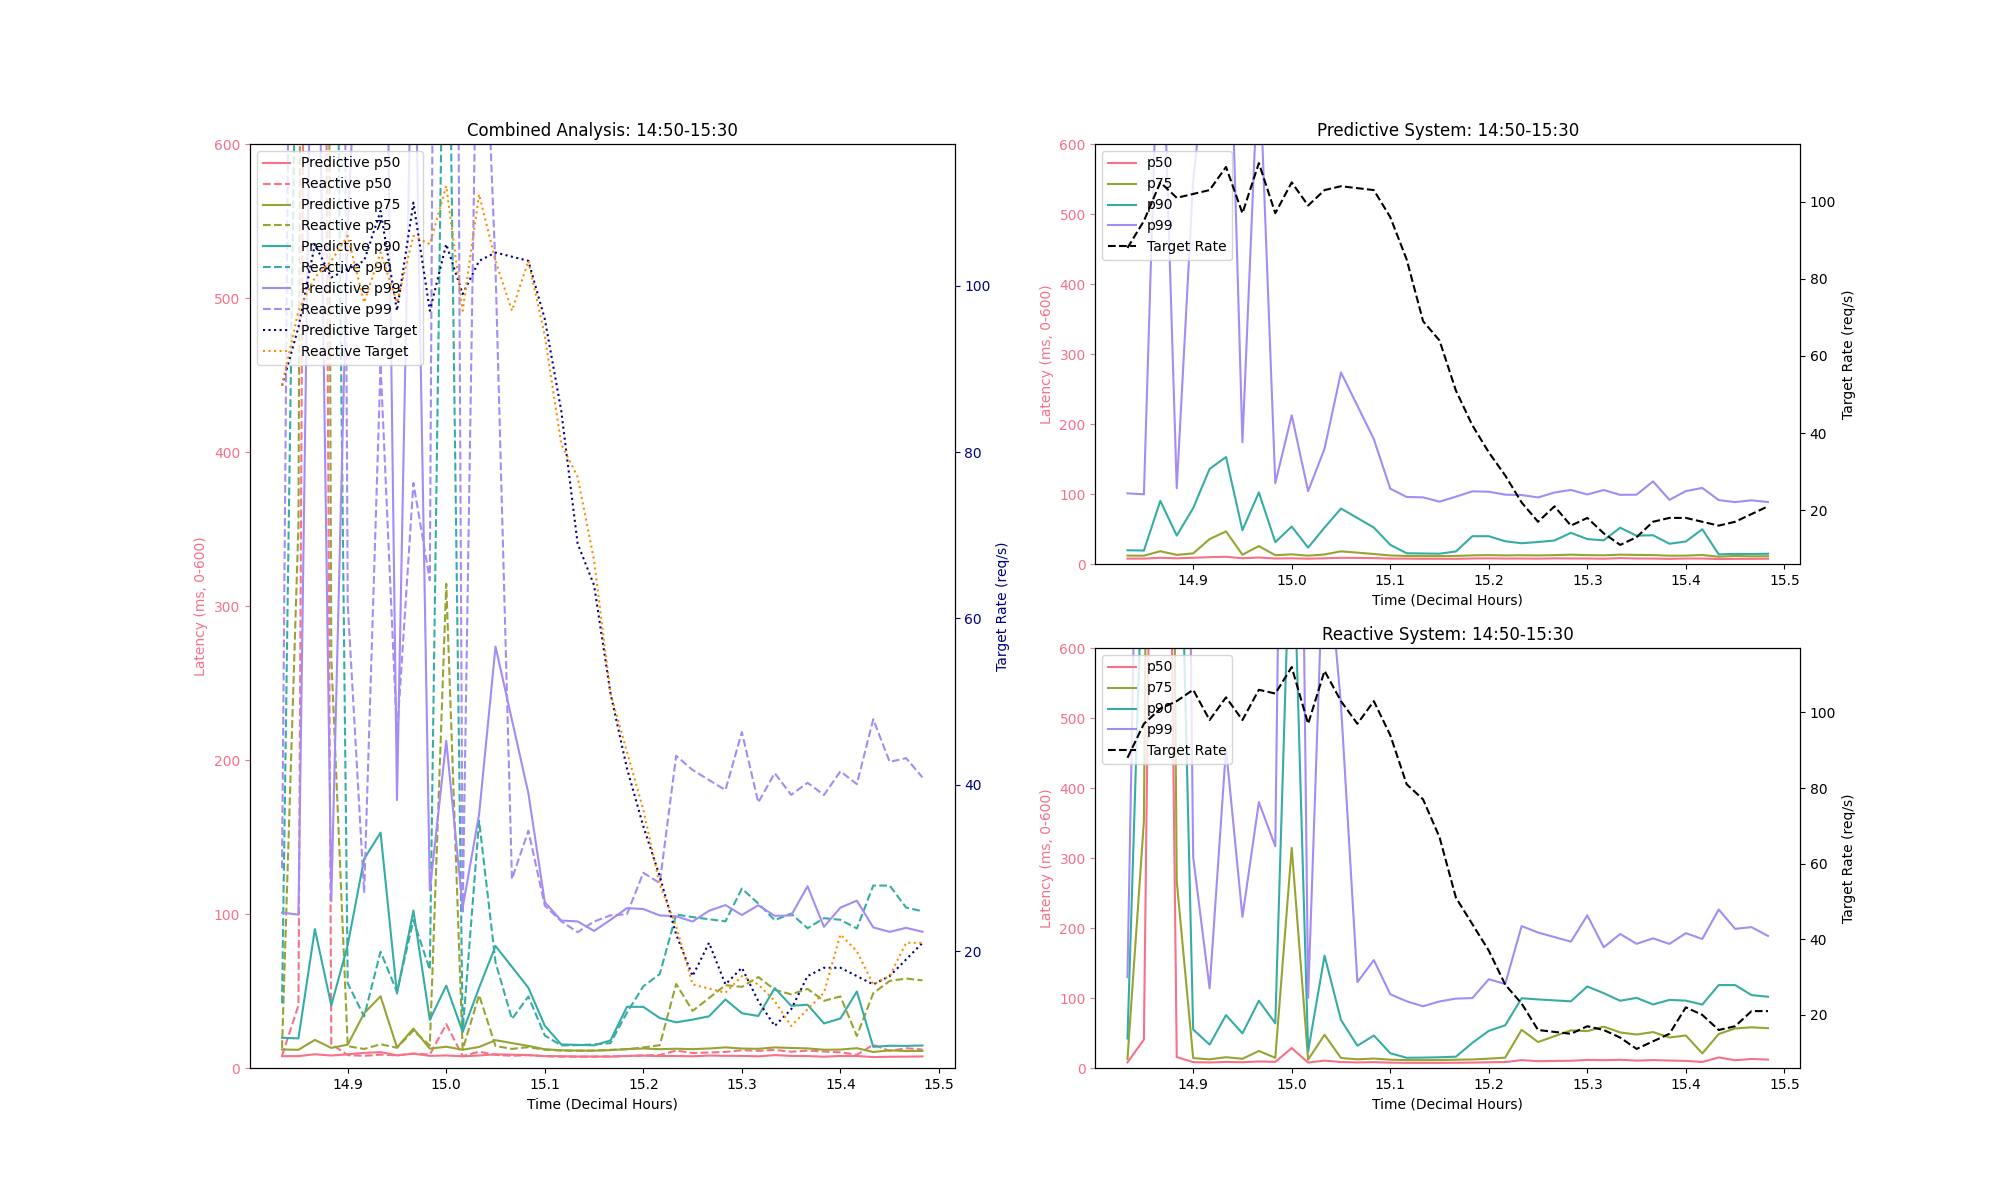 Combined Analysis: 14:50-15:30
Latency (ms, 0-600)
600
500
400
300
200
100
0
Predictive p50
Reactive p50
Predictive p75
Reactive p75
Predictive p90
Reactive p90
Predictive p99
Reactive p99
Predictive Target
Reactive Target
100
80
60
40
20
Target Rate (req/s)
14.9 15.0 15.1 15.2 15.3 15.4 15.5
Time (Decimal Hours)
Predictive System: 14:50-15:30
Latency (ms, 0-600)
600
500
400
300
200
100
0
p50
p75
p90
p99
Target Rate
100
80
60
40
20
Target Rate (req/s)
14.9 15.0 15.1 15.2 15.3 15.4 15.5
Time (Decimal Hours)
Reactive System: 14:50-15:30
Latency (ms, 0-600)
600
500
400
300
200
100
0
p50
p75
p90
p99
Target Rate
100
80
60
40
20
Target Rate (req/s)
14.9 15.0 15.1 15.2 15.3 15.4 15.5
Time (Decimal Hours)